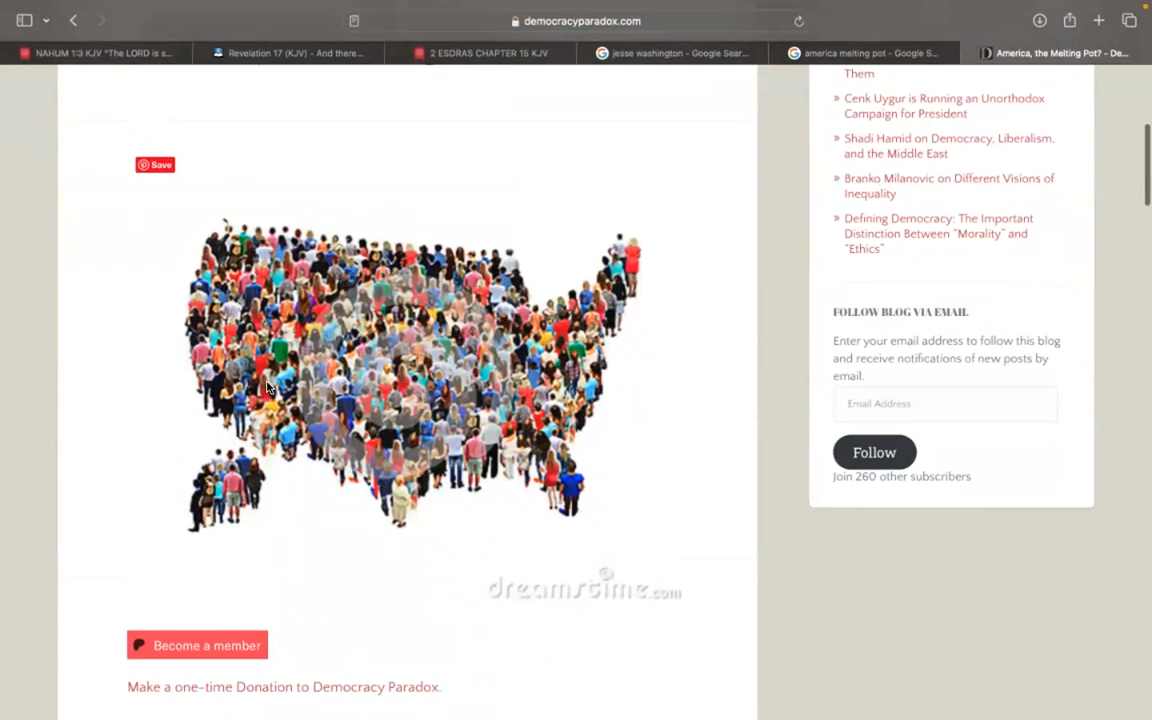 democracyparadox.com
NAHUM 1:3 KJV "The LORD is s...
Revelation 17 (KJV) - And there...
2 ESDRAS CHAPTER 15 KJV
jesse washington - Google Sear...
america melting pot - Google S...
America, the Melting Pot? - De...
Save
dreamstime.com
Become a member
Make a one-time Donation to Democracy Paradox.
Them
» Cenk Uygur is Running an Unorthodox
Campaign for President
» Shadi Hamid on Democracy, Liberalism,
and the Middle East
» Branko Milanovic on Different Visions of
Inequality
» Defining Democracy: The Important
Distinction Between "Morality" and
"Ethics"
FOLLOW BLOG VIA EMAIL
Enter your email address to follow this blog
and receive notifications of new posts by
email.
Email Address
Follow
Join 260 other subscribers